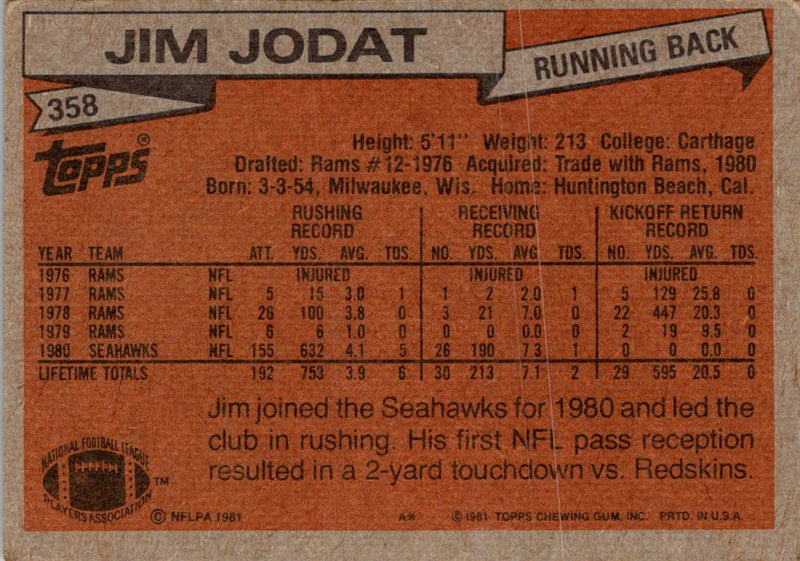 JIM JODAT
RUNNING BACK
358
Topps®
Height: 5'11" Weight: 213 College: Carthage
Drafted: Rams #12-1976 Acquired: Trade with Rams, 1980
Born: 3-3-54, Milwaukee, Wis. Home: Huntington Beach, Cal.
RUSHING RECORD RECEIVING RECORD KICKOFF RETURN RECORD
YEAR TEAM ATT. YDS. AVG. TDS. NO. YDS. AVG. TDS. NO. YDS. AVG. TDS.
1976 RAMS NFL INJURED INJURED INJURED
1977 RAMS NFL 5 15 3.0 1 1 2 2.0 1 5 129 25.8 0
1978 RAMS NFL 26 100 3.8 0 3 21 7.0 0 22 447 20.3 0
1979 RAMS NFL 6 6 1.0 0 0 0 0.0 0 2 19 9.5 0
1980 SEAHAWKS NFL 155 632 4.1 5 26 190 7.3 1 0 0 0.0 0
LIFETIME TOTALS 192 753 3.9 6 30 213 7.1 2 29 595 20.5 0
Jim joined the Seahawks for 1980 and led the
club in rushing. His first NFL pass reception
resulted in a 2-yard touchdown vs. Redskins.
NATIONAL FOOTBALL LEAGUE
PLAYERS ASSOCIATION
TM
© NFLPA 1981 A* © 1981 TOPPS CHEWING GUM, INC. PRTD. IN U.S.A.